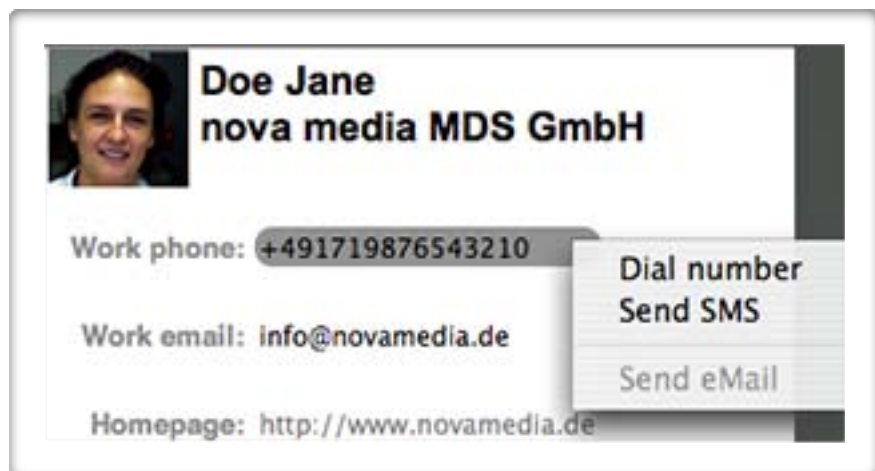 Doe Jane
nova media MDS GmbH
Work phone: +491719876543210
Dial number
Send SMS
Work email: info@novamedia.de
Send eMail
Homepage: http://www.novamedia.de